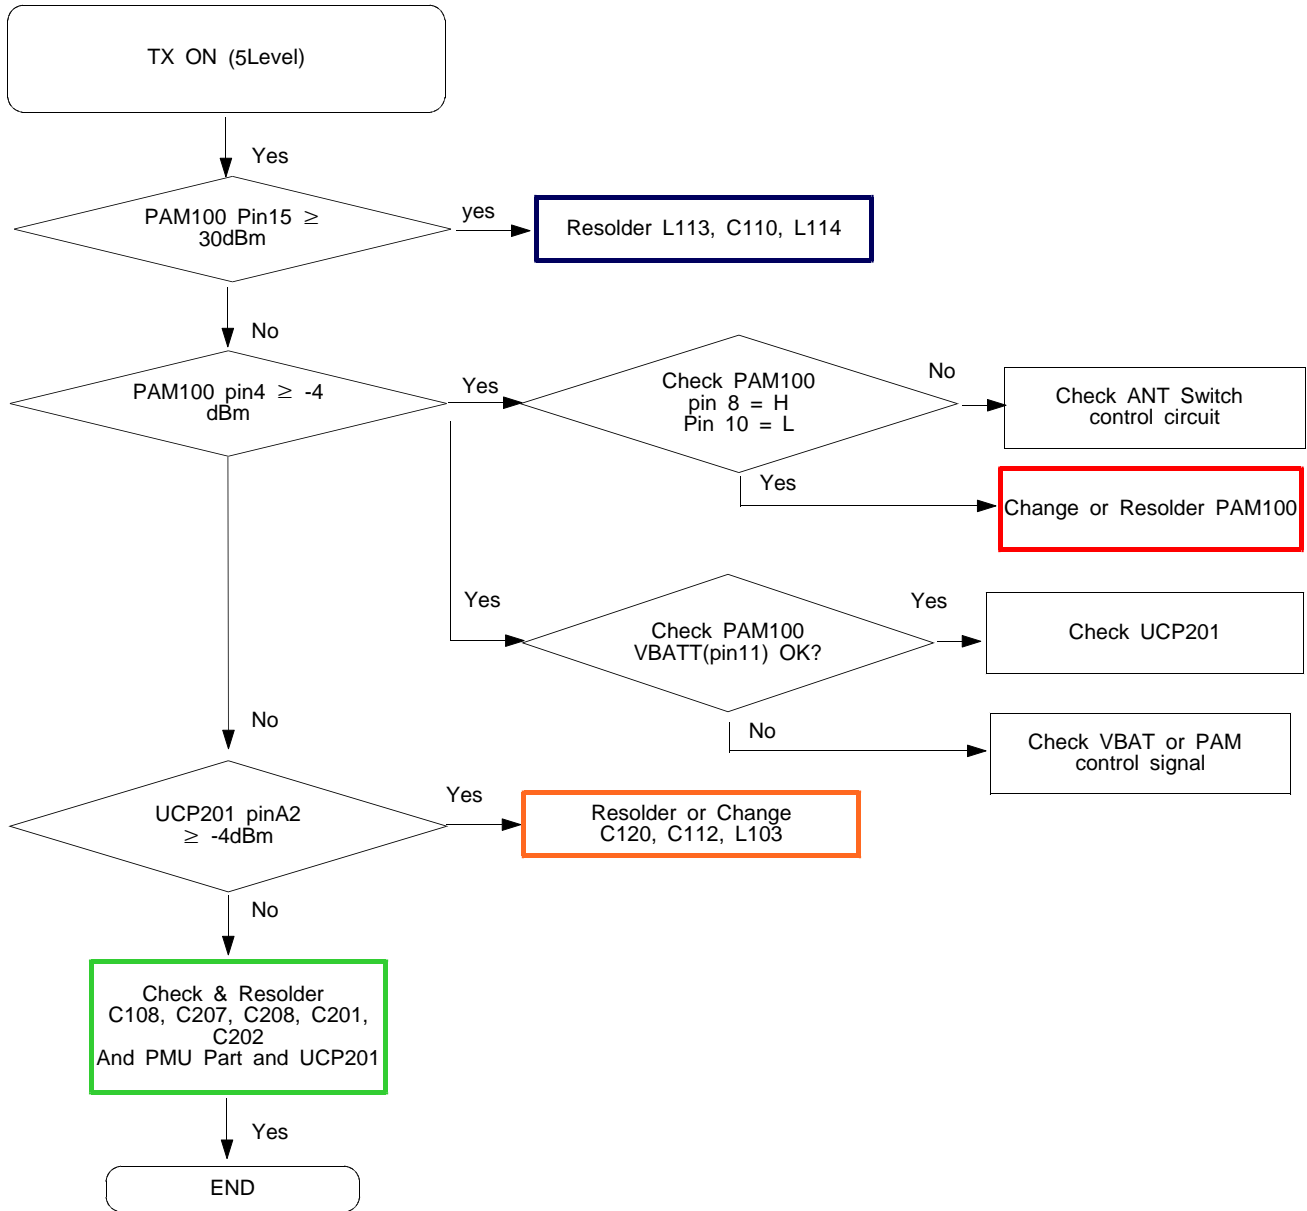 TX ON (5Level)
Yes
PAM100 Pin15 ≥
30dBm
yes
Resolder L113, C110, L114
No
PAM100 pin4 ≥ -4
dBm
Yes
Check PAM100
pin 8 = H
Pin 10 = L
No
Check ANT Switch
control circuit
Yes
Change or Resolder PAM100
Yes
Check PAM100
VBATT(pin11) OK?
Yes
Check UCP201
No
Check VBAT or PAM
control signal
No
UCP201 pinA2
≥ -4dBm
Yes
Resolder or Change
C120, C112, L103
No
Check & Resolder
C108, C207, C208, C201,
C202
And PMU Part and UCP201
Yes
END